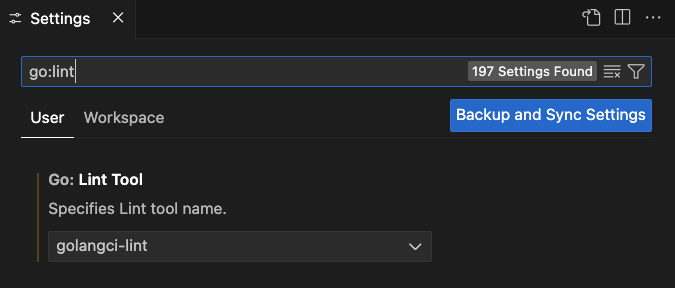 Settings
go:lint
197 Settings Found
User
Workspace
Backup and Sync Settings
Go: Lint Tool
Specifies Lint tool name.
golangci-lint